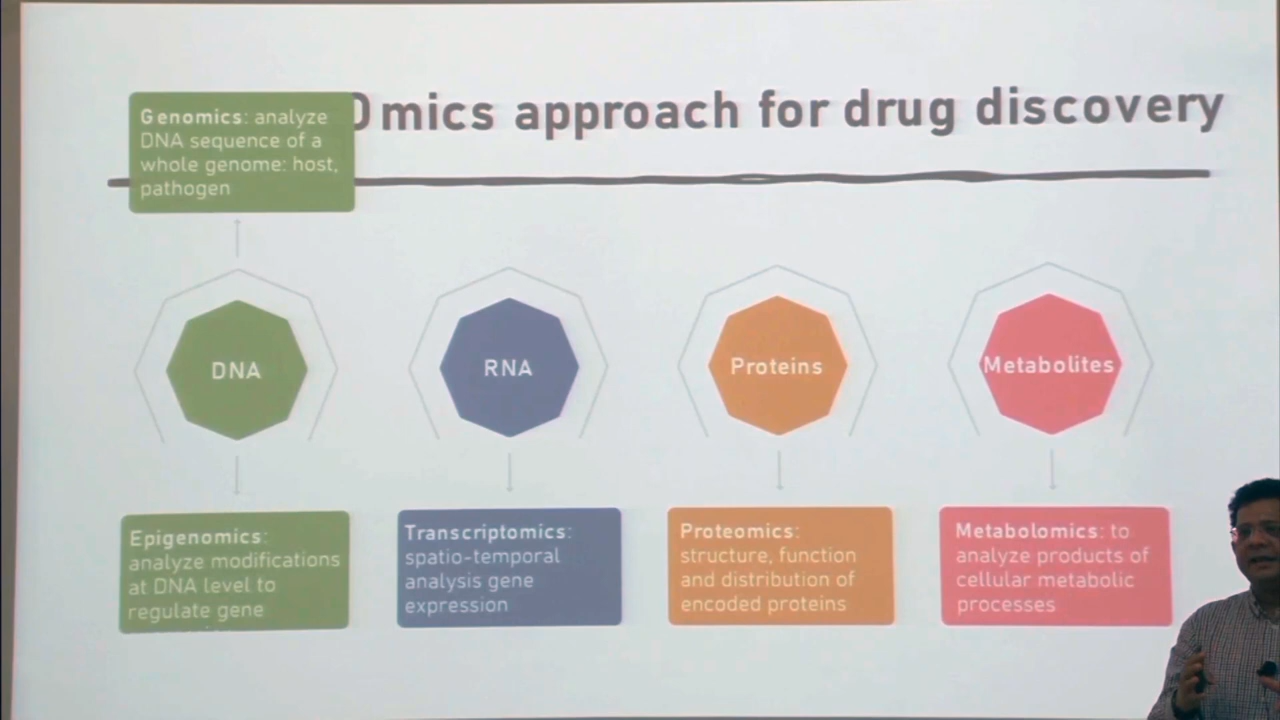 Omics approach for drug discovery
Genomics: analyze
DNA sequence of a
whole genome: host,
pathogen
DNA
RNA
Proteins
Metabolites
Epigenomics:
analyze modifications
at DNA level to
regulate gene
Transcriptomics:
spatio-temporal
analysis gene
expression
Proteomics:
structure, function
and distribution of
encoded proteins
Metabolomics: to
analyze products of
cellular metabolic
processes